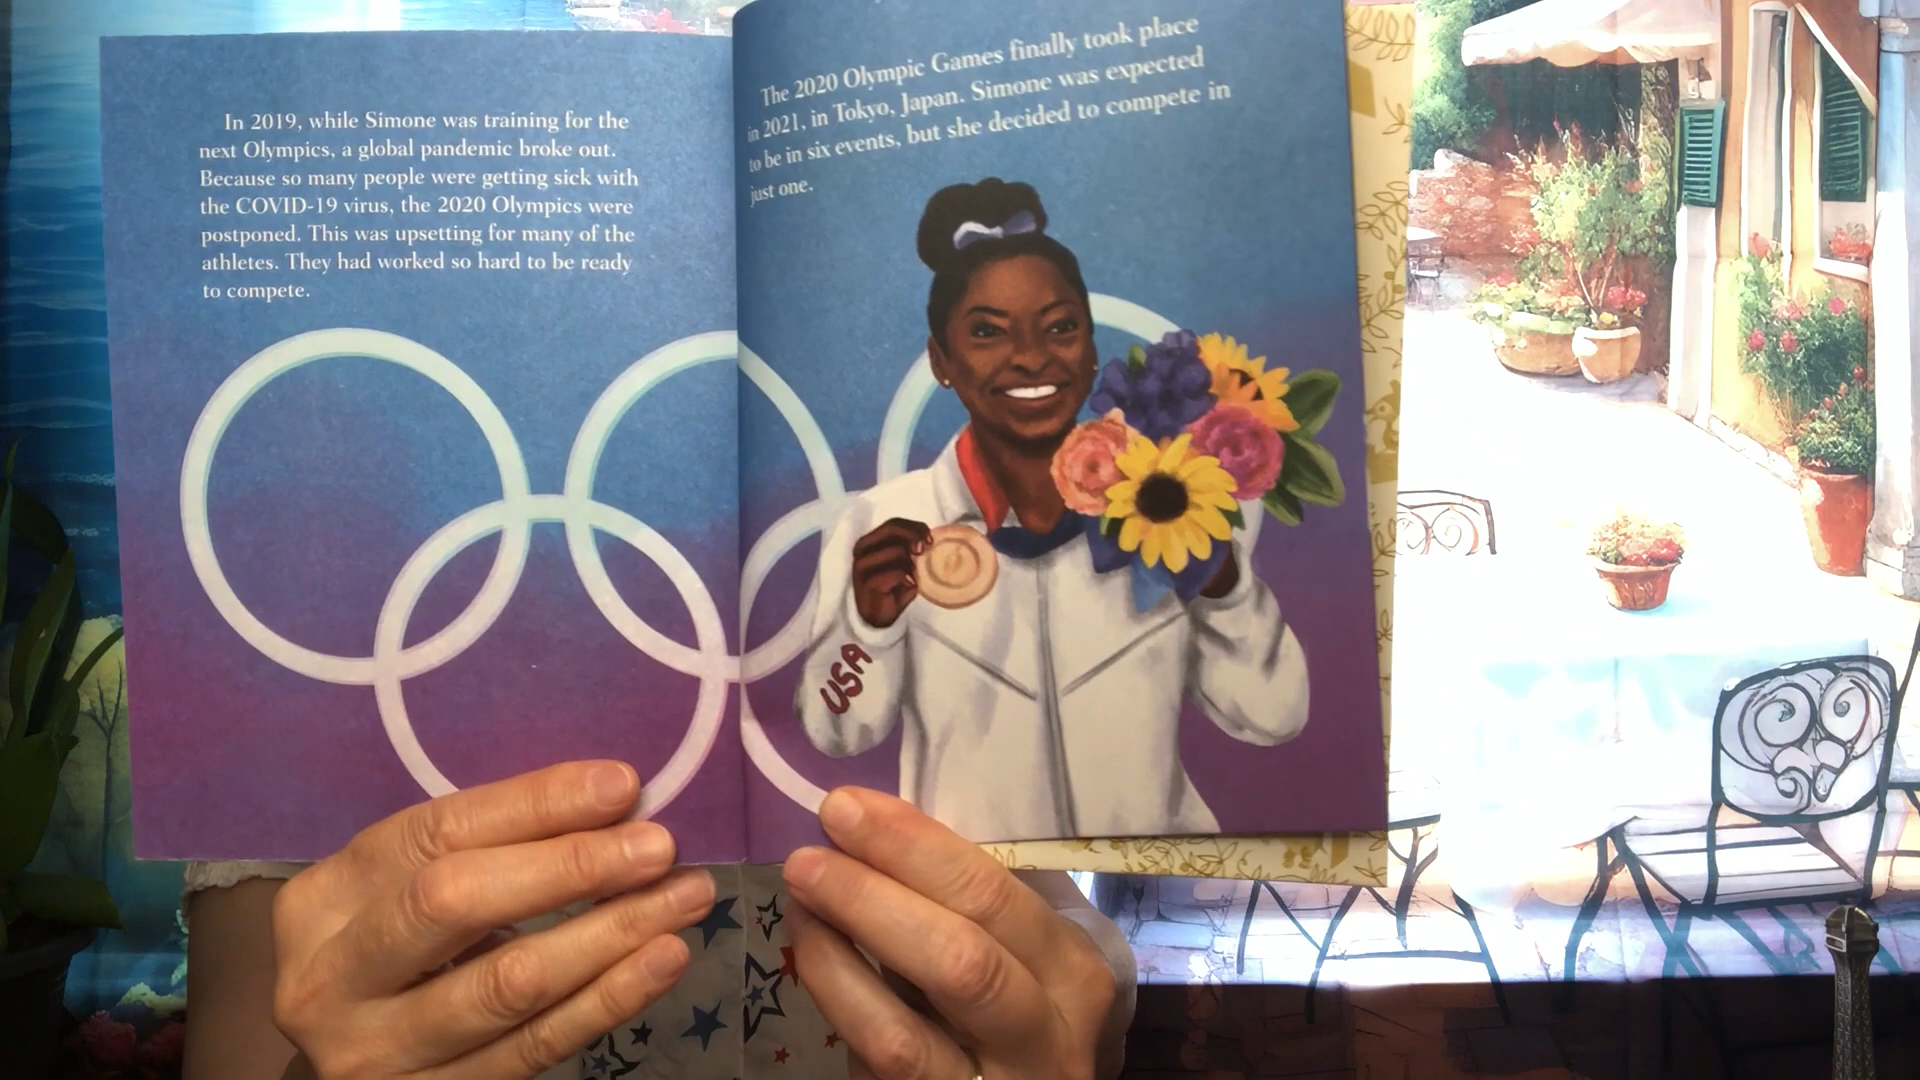 In 2019, while Simone was training for the
next Olympics, a global pandemic broke out.
Because so many people were getting sick with
the COVID-19 virus, the 2020 Olympics were
postponed. This was upsetting for many of the
athletes. They had worked so hard to be ready
to compete.
The 2020 Olympic Games finally took place
in 2021, in Tokyo, Japan. Simone was expected
to be in six events, but she decided to compete in
just one.
USA